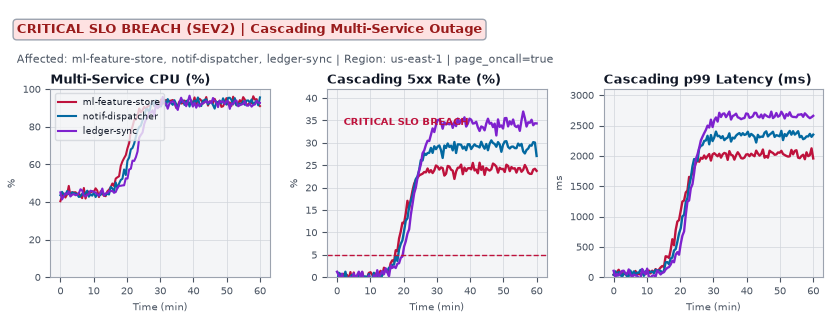 CRITICAL SLO BREACH (SEV2) | Cascading Multi-Service Outage
Affected: ml-feature-store, notif-dispatcher, ledger-sync | Region: us-east-1 | page_oncall=true
Multi-Service CPU (%)
100
80
60
40
20
0
%
0 10 20 30 40 50 60
Time (min)
ml-feature-store
notif-dispatcher
ledger-sync
Cascading 5xx Rate (%)
40
35
30
25
20
15
10
5
0
%
CRITICAL SLO BREACH
0 10 20 30 40 50 60
Time (min)
Cascading p99 Latency (ms)
3000
2500
2000
1500
1000
500
0
ms
0 10 20 30 40 50 60
Time (min)